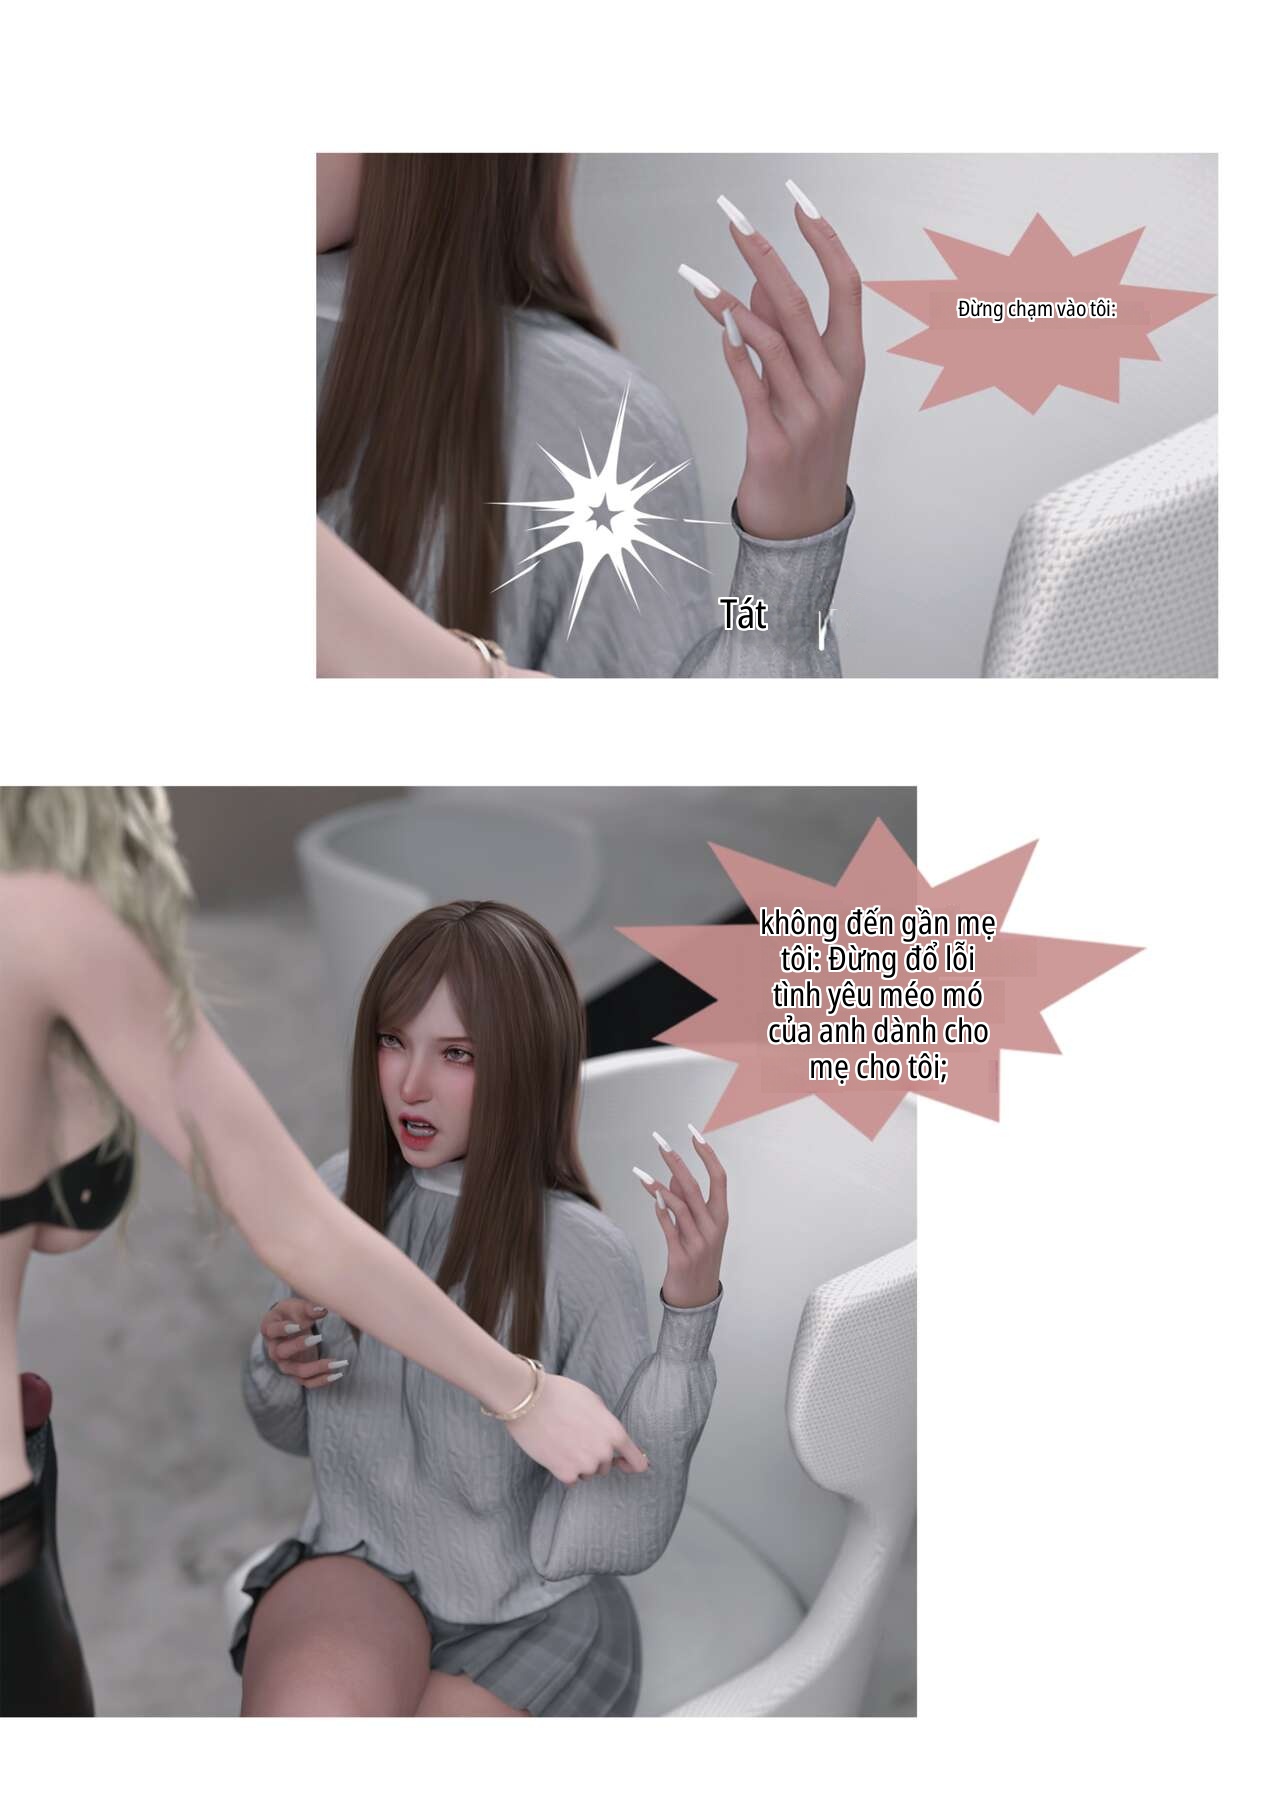 Đừng chạm vào tôi:
Tát
không đến gần mẹ
tôi: Đừng đổ lỗi
tình yêu méo mó
của anh dành cho
mẹ cho tôi;